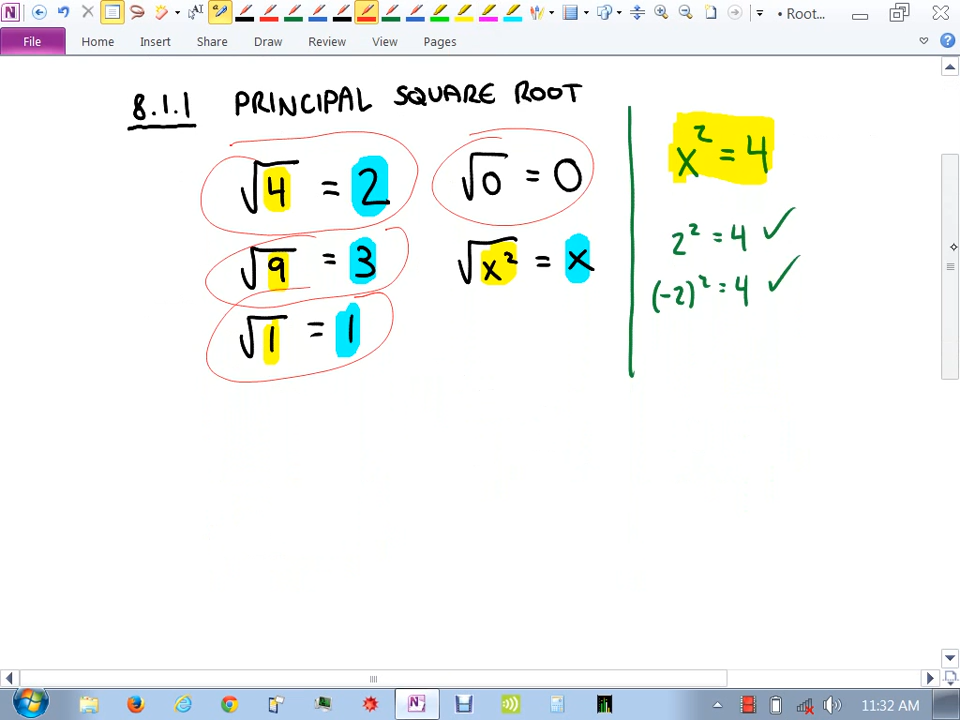 Root...
File Home Insert Share Draw Review View Pages
8.1.1 PRINCIPAL SQUARE ROOT
√4 = 2
√9 = 3
√1 = 1
√0 = 0
√x² = x
x² = 4
2² = 4 ✓
(-2)² = 4 ✓
11:32 AM